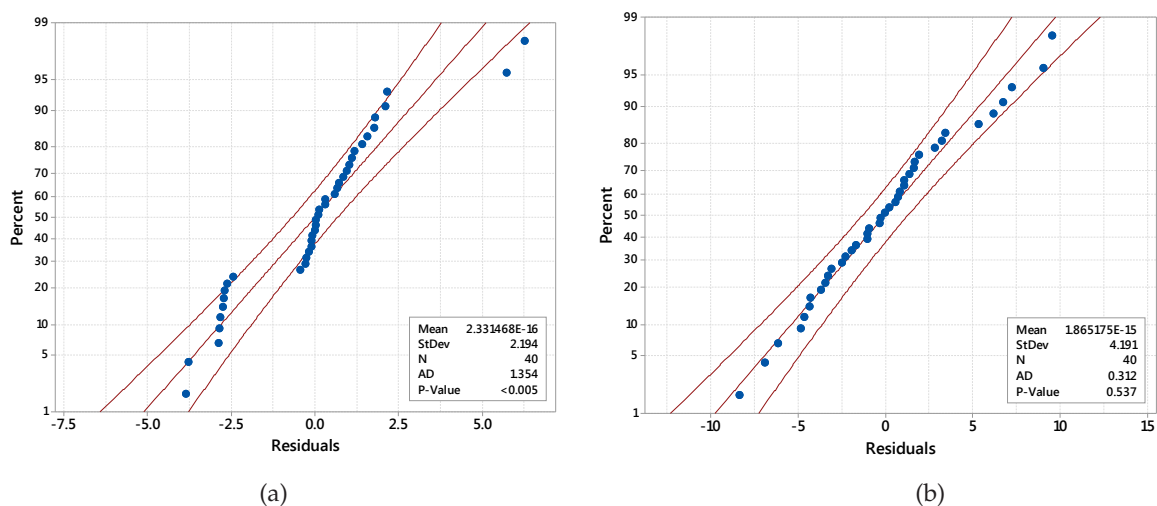 99
95
90
80
70
60
50
40
30
20
10
5
1
Percent
-7.5
-5.0
-2.5
0.0
2.5
5.0
Residuals
Mean 2.331468E-16
StDev 2.194
N 40
AD 1.354
P-Value <0.005
(a)
99
95
90
80
70
60
50
40
30
20
10
5
1
Percent
-10
-5
0
5
10
15
Residuals
Mean 1.865175E-15
StDev 4.191
N 40
AD 0.312
P-Value 0.537
(b)